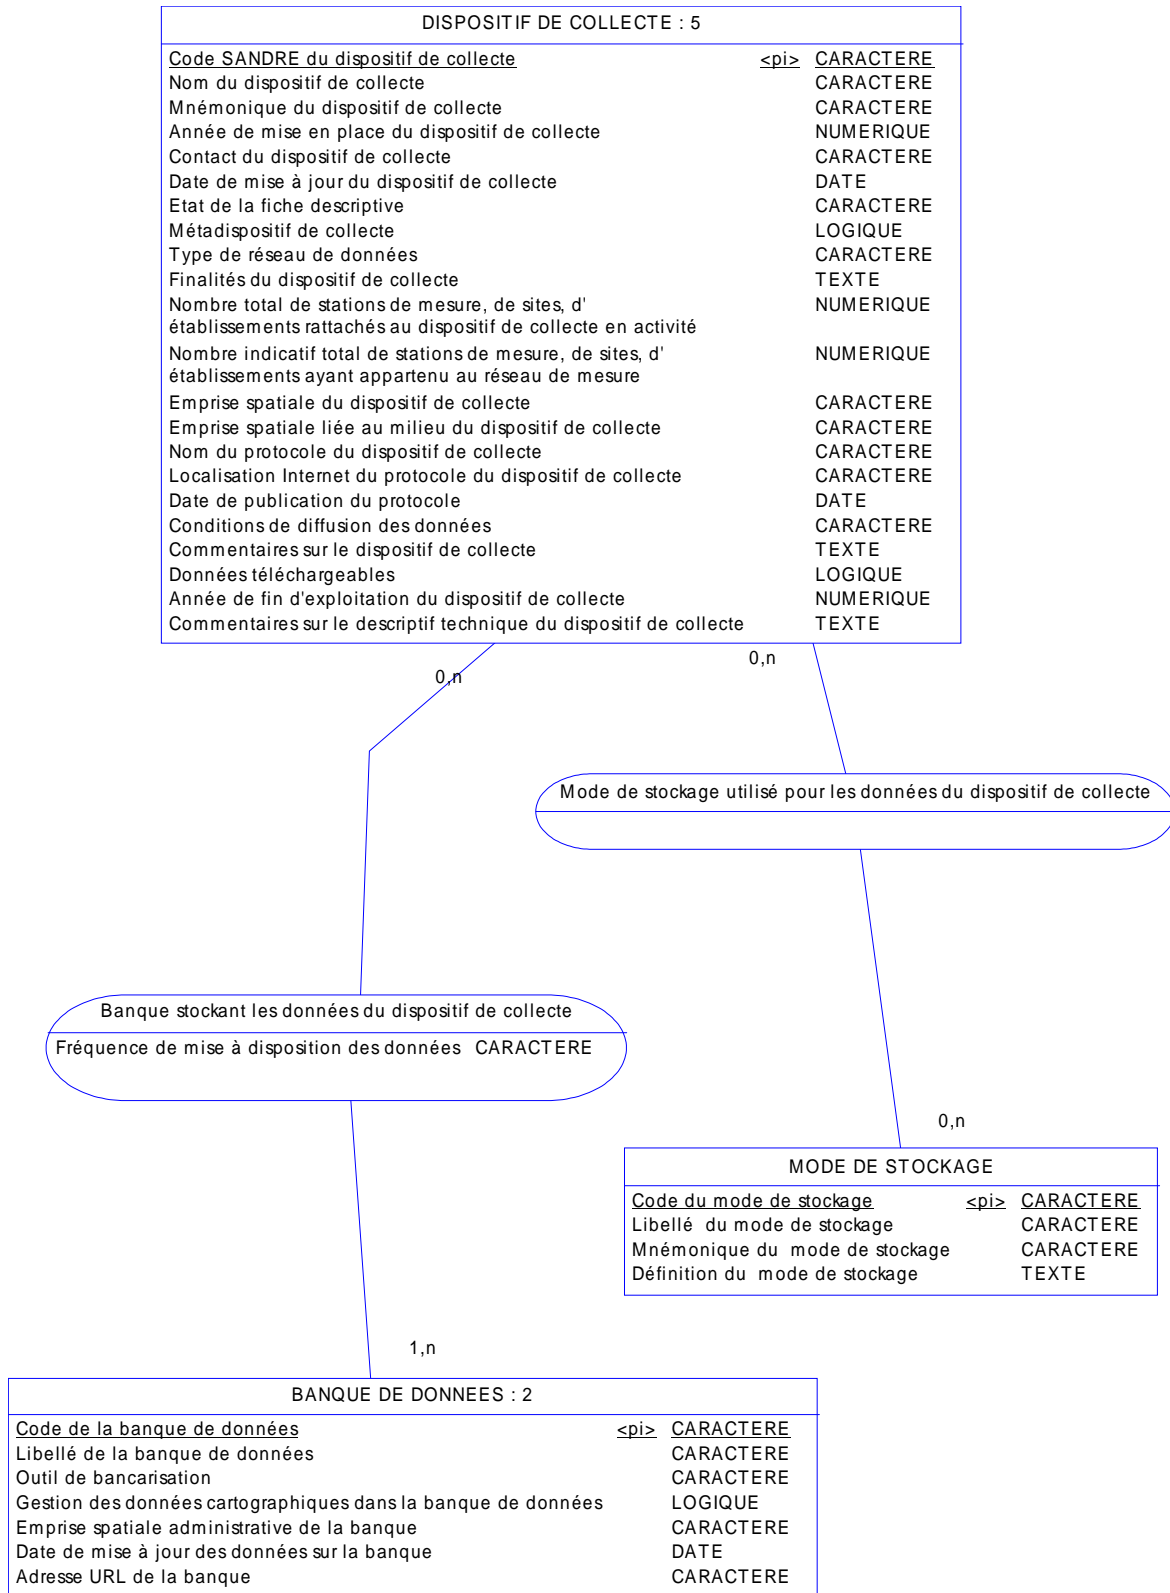 DISPOSITIF DE COLLECTE : 5
Code SANDRE du dispositif de collecte <pi> CARACTERE
Nom du dispositif de collecte CARACTERE
Mnémonique du dispositif de collecte CARACTERE
Année de mise en place du dispositif de collecte NUMERIQUE
Contact du dispositif de collecte CARACTERE
Date de mise à jour du dispositif de collecte DATE
Etat de la fiche descriptive CARACTERE
Métadispositif de collecte LOGIQUE
Type de réseau de données CARACTERE
Finalités du dispositif de collecte TEXTE
Nombre total de stations de mesure, de sites, d' NUMERIQUE
établissements rattachés au dispositif de collecte en activité
Nombre indicatif total de stations de mesure, de sites, d' NUMERIQUE
établissements ayant appartenu au réseau de mesure
Emprise spatiale du dispositif de collecte CARACTERE
Emprise spatiale liée au milieu du dispositif de collecte CARACTERE
Nom du protocole du dispositif de collecte CARACTERE
Localisation Internet du protocole du dispositif de collecte CARACTERE
Date de publication du protocole DATE
Conditions de diffusion des données CARACTERE
Commentaires sur le dispositif de collecte TEXTE
Données téléchargeables LOGIQUE
Année de fin d'exploitation du dispositif de collecte NUMERIQUE
Commentaires sur le descriptif technique du dispositif de collecte TEXTE
0,n
0,n
Mode de stockage utilisé pour les données du dispositif de collecte
Banque stockant les données du dispositif de collecte
Fréquence de mise à disposition des données CARACTERE
0,n
MODE DE STOCKAGE
Code du mode de stockage <pi> CARACTERE
Libellé du mode de stockage CARACTERE
Mnémonique du mode de stockage CARACTERE
Définition du mode de stockage TEXTE
1,n
BANQUE DE DONNEES : 2
Code de la banque de données <pi> CARACTERE
Libellé de la banque de données CARACTERE
Outil de bancarisation CARACTERE
Gestion des données cartographiques dans la banque de données LOGIQUE
Emprise spatiale administrative de la banque CARACTERE
Date de mise à jour des données sur la banque DATE
Adresse URL de la banque CARACTERE